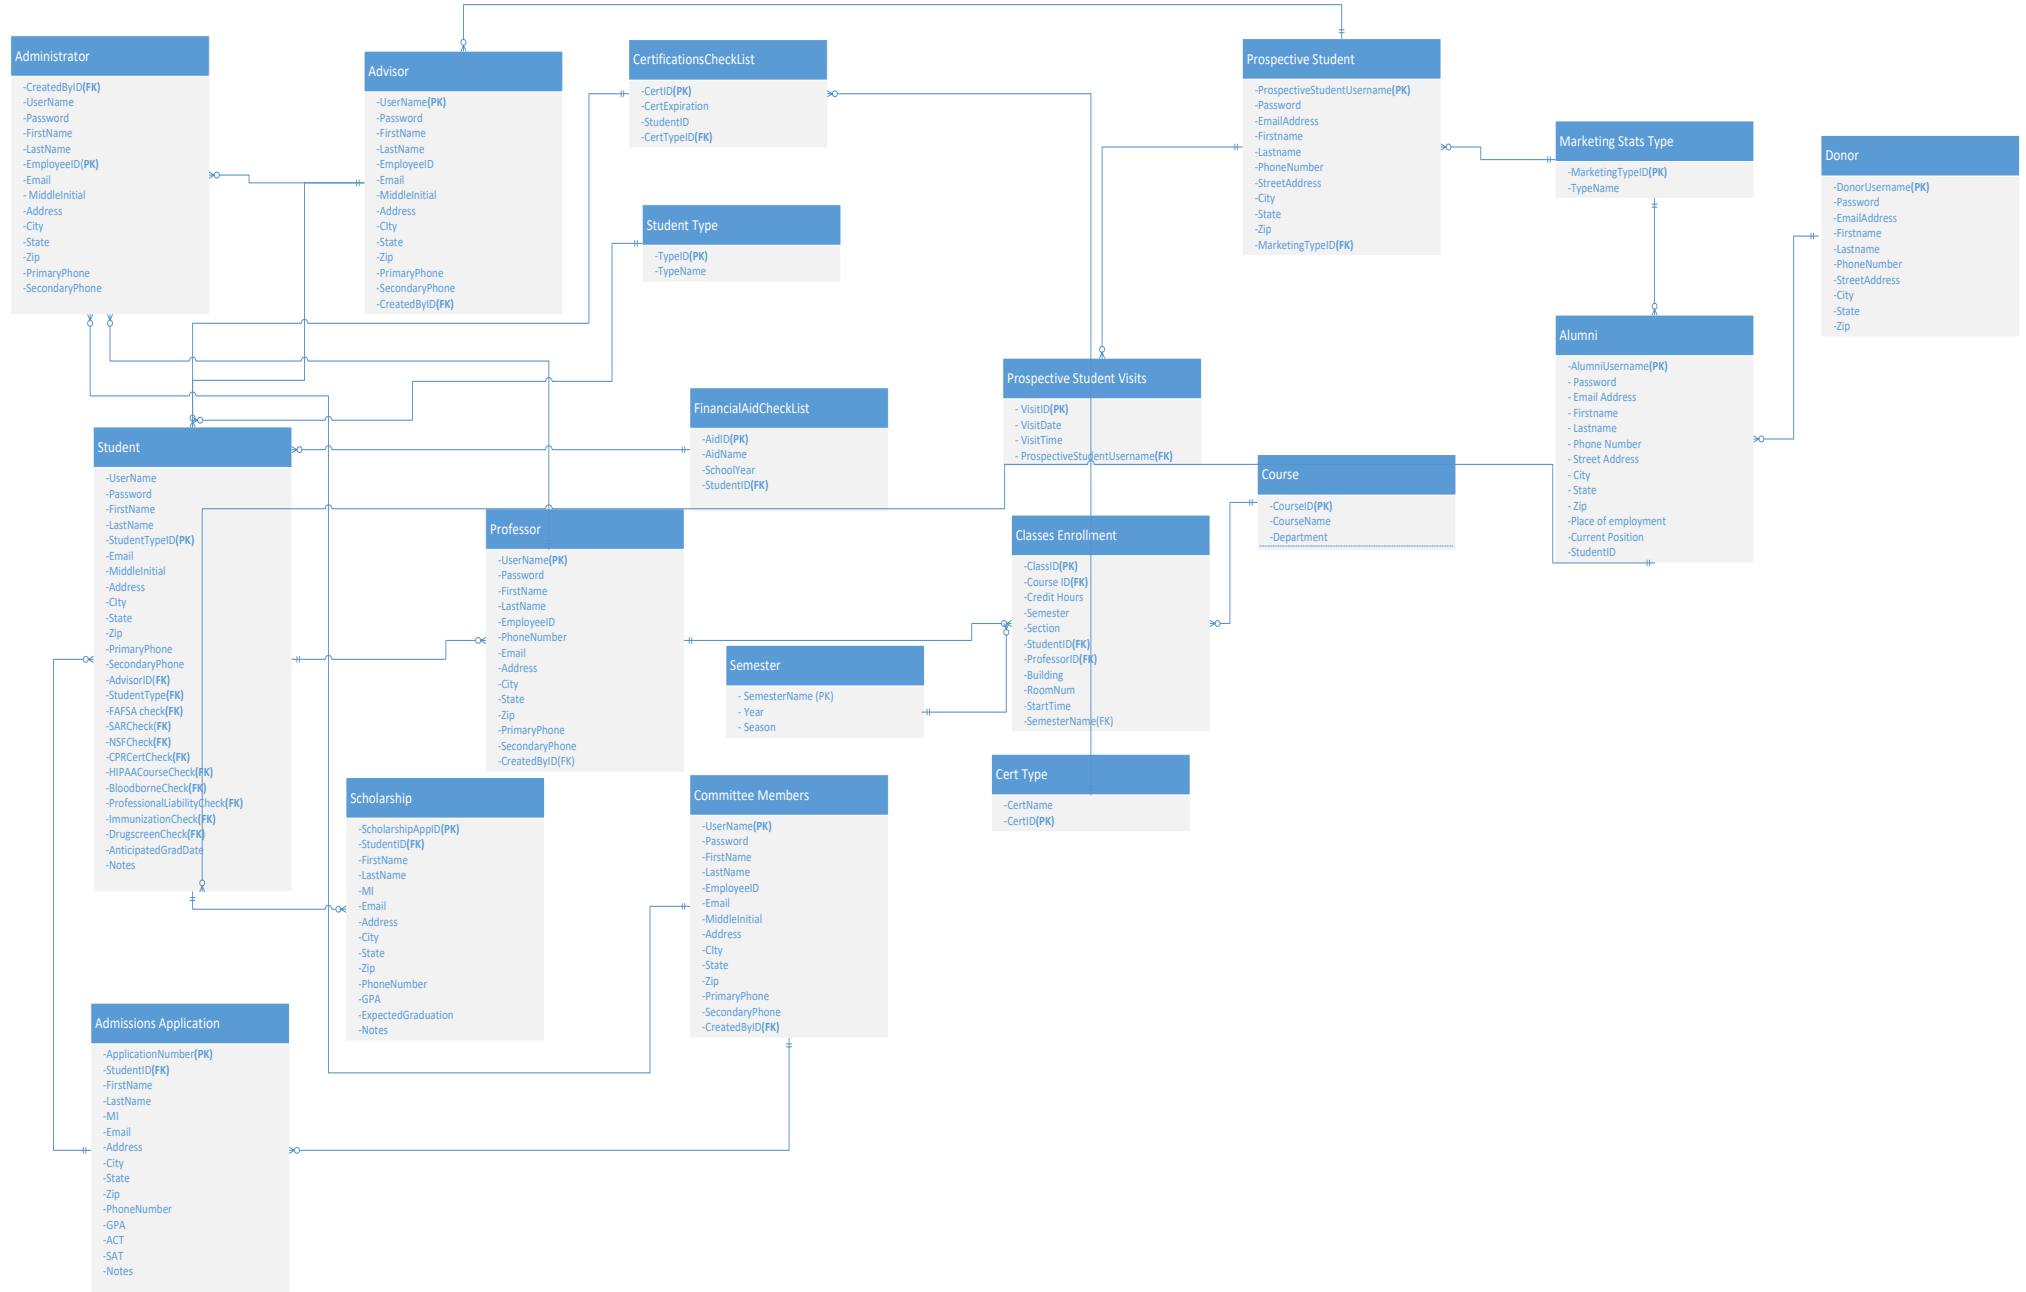 Administrator
-CreatedByID(FK)
-UserName
-Password
-FirstName
-LastName
-EmployeeID(PK)
-Email
- MiddleInitial
-Address
-City
-State
-Zip
-PrimaryPhone
-SecondaryPhone
Advisor
-UserName(PK)
-Password
-FirstName
-LastName
-EmployeeID
-Email
-MiddleInitial
-Address
-CIty
-State
-Zip
-PrimaryPhone
-SecondaryPhone
-CreatedByID(FK)
CertificationsCheckList
-CertID(PK)
-CertExpiration
-StudentID
-CertTypeID(FK)
Student Type
-TypeID(PK)
-TypeName
Prospective Student
-ProspectiveStudentUsername(PK)
-Password
-EmailAddress
-Firstname
-Lastname
-PhoneNumber
-StreetAddress
-City
-State
-Zip
-MarketingTypeID(FK)
Marketing Stats Type
-MarketingTypeID(PK)
-TypeName
Donor
-DonorUsername(PK)
-Password
-EmailAddress
-Firstname
-Lastname
-PhoneNumber
-StreetAddress
-City
-State
-Zip
Alumni
-AlumniUsername(PK)
- Password
- Email Address
- Firstname
- Lastname
- Phone Number
- Street Address
- City
- State
- Zip
-Place of employment
-Current Position
-StudentID
Prospective Student Visits
- VisitID(PK)
- VisitDate
- VisitTime
- ProspectiveStudentUsername(FK)
FinancialAidCheckList
-AidID(PK)
-AidName
-SchoolYear
-StudentID(FK)
Student
-UserName
-Password
-FirstName
-LastName
-StudentTypeID(PK)
-Email
-MiddleInitial
-Address
-CIty
-State
-Zip
-PrimaryPhone
-SecondaryPhone
-AdvisorID(FK)
-StudentType(FK)
-FAFSA check(FK)
-SARCheck(FK)
-NSFCheck(FK)
-CPRCertCheck(FK)
-HIPAACourseCheck(FK)
-BloodborneCheck(FK)
-ProfessionalLiabilityCheck(FK)
-ImmunizationCheck(FK)
-DrugscreenCheck(FK)
-AnticipatedGradDate
-Notes
Course
-CourseID(PK)
-CourseName
-Department
Professor
-UserName(PK)
-Password
-FirstName
-LastName
-EmployeeID
-PhoneNumber
-Email
-Address
-City
-State
-Zip
-PrimaryPhone
-SecondaryPhone
-CreatedByID(FK)
Classes Enrollment
-ClassID(PK)
-Course ID(FK)
-Credit Hours
-Semester
-Section
-StudentID(FK)
-ProfessorID(FK)
-Building
-RoomNum
-StartTime
-SemesterName(FK)
Semester
- SemesterName (PK)
- Year
- Season
Cert Type
-CertName
-CertID(PK)
Scholarship
-ScholarshipAppID(PK)
-StudentID(FK)
-FirstName
-LastName
-MI
-Email
-Address
-City
-State
-Zip
-PhoneNumber
-GPA
-ExpectedGraduation
-Notes
Committee Members
-UserName(PK)
-Password
-FirstName
-LastName
-EmployeeID
-Email
-MiddleInitial
-Address
-CIty
-State
-Zip
-PrimaryPhone
-SecondaryPhone
-CreatedByID(FK)
Admissions Application
-ApplicationNumber(PK)
-StudentID(FK)
-FirstName
-LastName
-MI
-Email
-Address
-City
-State
-Zip
-PhoneNumber
-GPA
-ACT
-SAT
-Notes